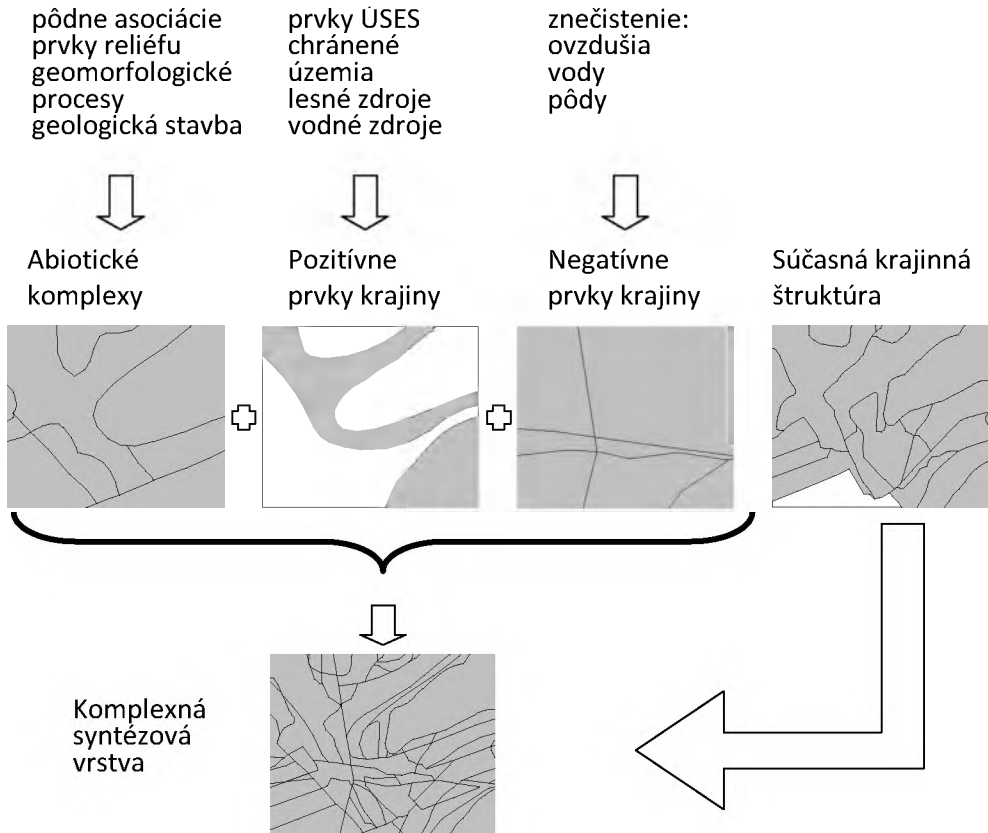 pôdne asociácie
prvky reliéfu
geomorfologické
procesy
geologická stavba
prvky ÚSES
chránené
územia
lesné zdroje
vodné zdroje
znečistenie:
ovzdušia
vody
pôdy
Abiotické
komplexy
Pozitívne
prvky krajiny
Negatívne
prvky krajiny
Súčasná krajinná
štruktúra
Komplexná
syntézová
vrstva